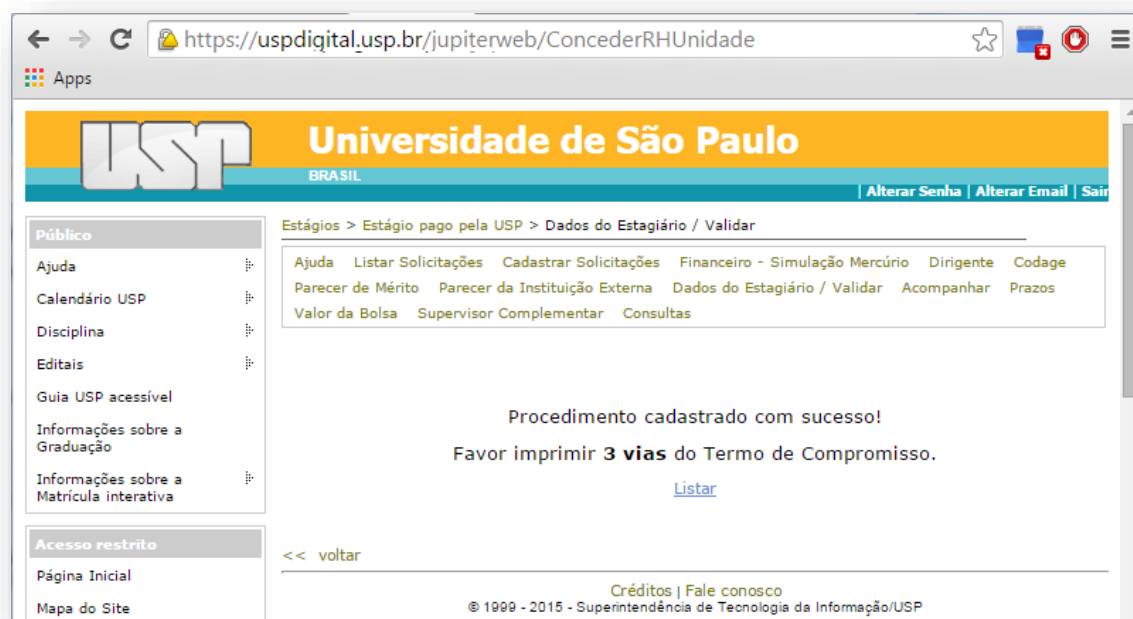 https://uspdigital.usp.br/jupiterweb/ConcederRHUnidade
Apps
USP
Universidade de São Paulo
BRASIL
| Alterar Senha | Alterar Email | Sair
Público
Ajuda
Calendário USP
Disciplina
Editais
Guia USP acessível
Informações sobre a
Graduação
Informações sobre a
Matrícula interativa
Acesso restrito
Página Inicial
Mapa do Site
Estágios > Estágio pago pela USP > Dados do Estagiário / Validar
Ajuda Listar Solicitações Cadastrar Solicitações Financeiro - Simulação Mercúrio Dirigente Codage
Parecer de Mérito Parecer da Instituição Externa Dados do Estagiário / Validar Acompanhar Prazos
Valor da Bolsa Supervisor Complementar Consultas
Procedimento cadastrado com sucesso!
Favor imprimir 3 vias do Termo de Compromisso.
Listar
<< voltar
Créditos | Fale conosco
© 1999 - 2015 - Superintendência de Tecnologia da Informação/USP